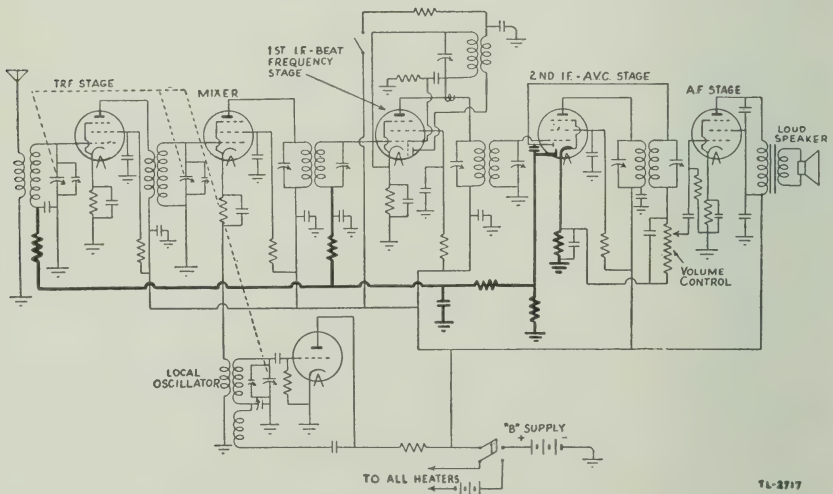 1ST I.F.-BEAT
FREQUENCY
STAGE
TRF STAGE
MIXER
2ND I.F.-A.V.C. STAGE
A.F STAGE
LOUD
SPEAKER
VOLUME
CONTROL
LOCAL
OSCILLATOR
"B" SUPPLY
+ -
TO ALL HEATERS
TL-2717